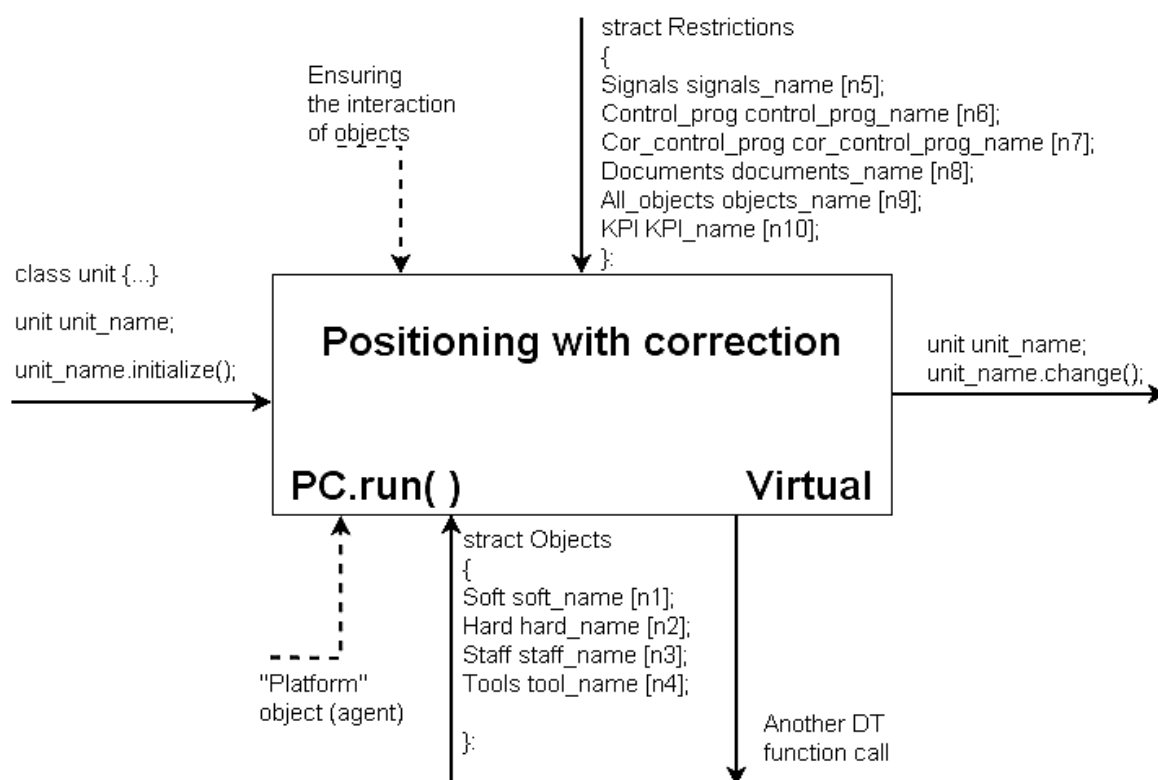 stract Restrictions
{
Signals signals_name [n5];
Control_prog control_prog_name [n6];
Cor_control_prog cor_control_prog_name [n7];
Documents documents_name [n8];
All_objects objects_name [n9];
KPI KPI_name [n10];
}:
Ensuring
the interaction
of objects
class unit {...}
unit unit_name;
unit_name.initialize();
Positioning with correction
PC.run( )
Virtual
unit unit_name;
unit_name.change();
stract Objects
{
Soft soft_name [n1];
Hard hard_name [n2];
Staff staff_name [n3];
Tools tool_name [n4];
}:
"Platform"
object (agent)
Another DT
function call